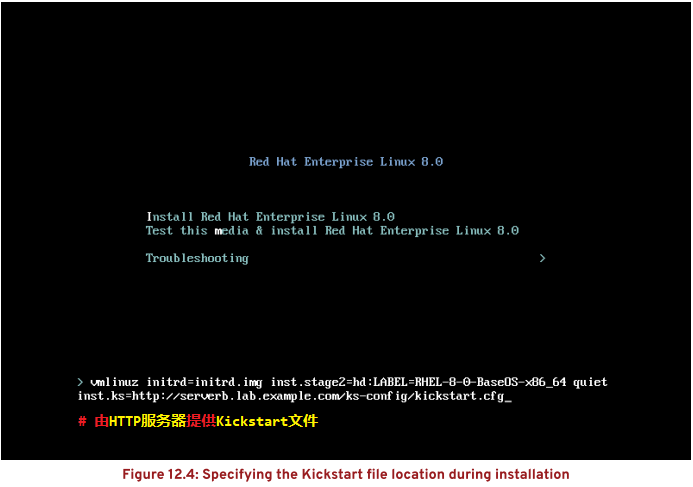 Red Hat Enterprise Linux 8.0
Install Red Hat Enterprise Linux 8.0
Test this media & install Red Hat Enterprise Linux 8.0
Troubleshooting >
> vmlinuz initrd=initrd.img inst.stage2=hd:LABEL=RHEL-8-0-BaseOS-x86_64 quiet
inst.ks=http://serverb.lab.example.com/ks-config/kickstart.cfg_
# 由HTTP服务器提供Kickstart文件
Figure 12.4: Specifying the Kickstart file location during installation